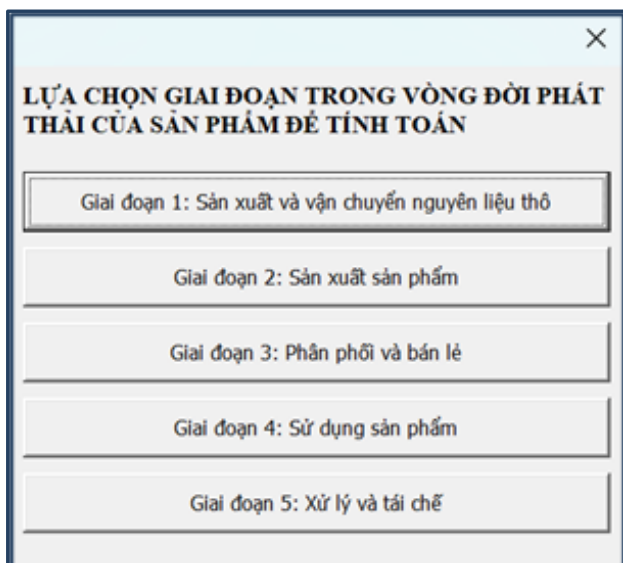 LỰA CHỌN GIAI ĐOẠN TRONG VÒNG ĐỜI PHÁT
THẢI CỦA SẢN PHẨM ĐỂ TÍNH TOÁN
Giai đoạn 1: Sản xuất và vận chuyển nguyên liệu thô
Giai đoạn 2: Sản xuất sản phẩm
Giai đoạn 3: Phân phối và bán lẻ
Giai đoạn 4: Sử dụng sản phẩm
Giai đoạn 5: Xử lý và tái chế